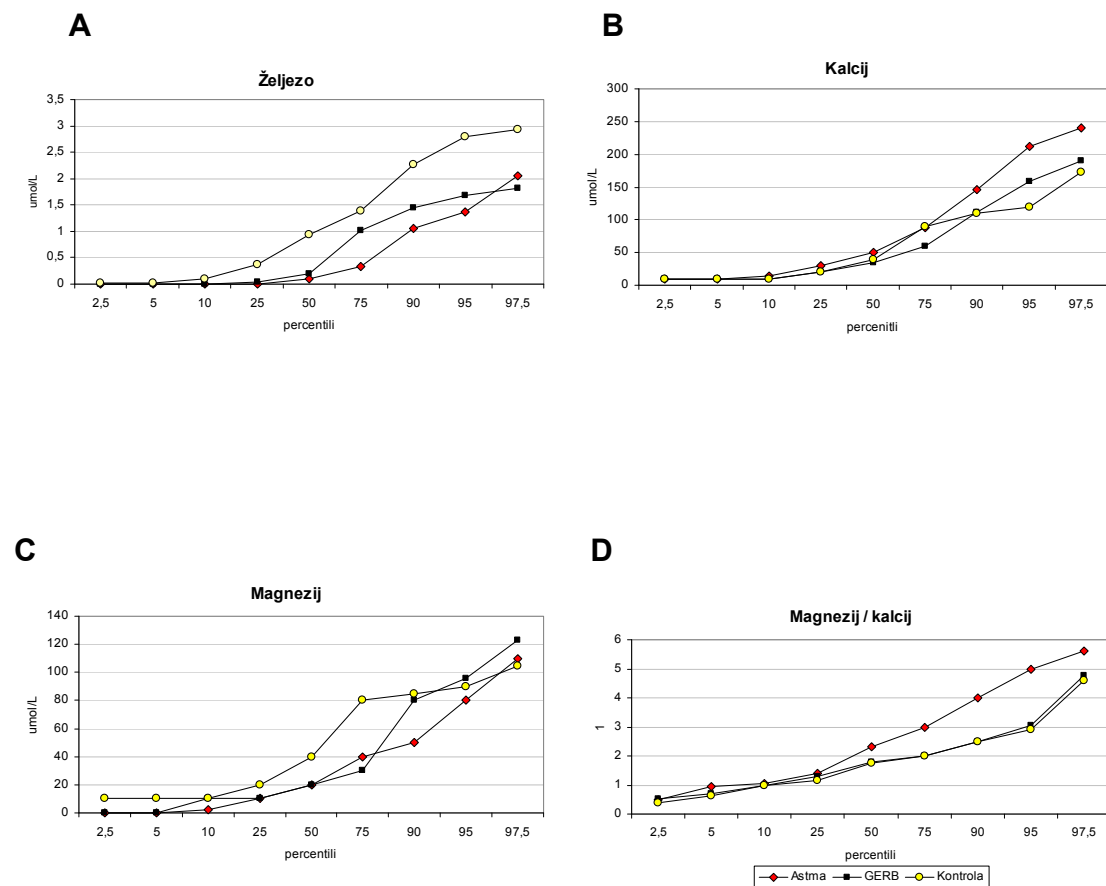 A
Željezo
3,5
3
2,5
2
1,5
1
0,5
0
umol/L
2,5 5 10 25 50 75 90 95 97,5
percentili
B
Kalcij
300
250
200
150
100
50
0
umol/L
2,5 5 10 25 50 75 90 95 97,5
percenitli
C
Magnezij
140
120
100
80
60
40
20
0
umol/L
2,5 5 10 25 50 75 90 95 97,5
percentili
D
Magnezij / kalcij
6
5
4
3
2
1
0
1
2,5 5 10 25 50 75 90 95 97,5
percentili
Astma GERB Kontrola